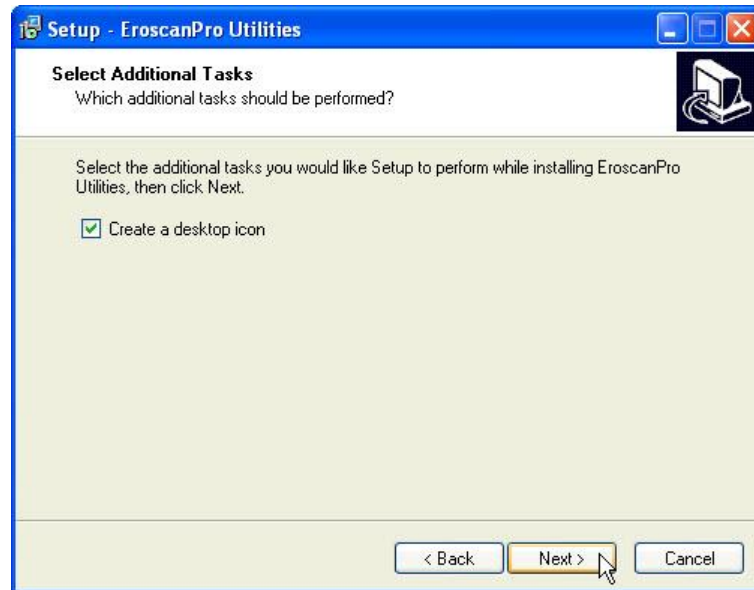 Setup - EroscanPro Utilities
Select Additional Tasks
Which additional tasks should be performed?
Select the additional tasks you would like Setup to perform while installing EroscanPro
Utilities, then click Next.
Create a desktop icon
< Back Next > Cancel